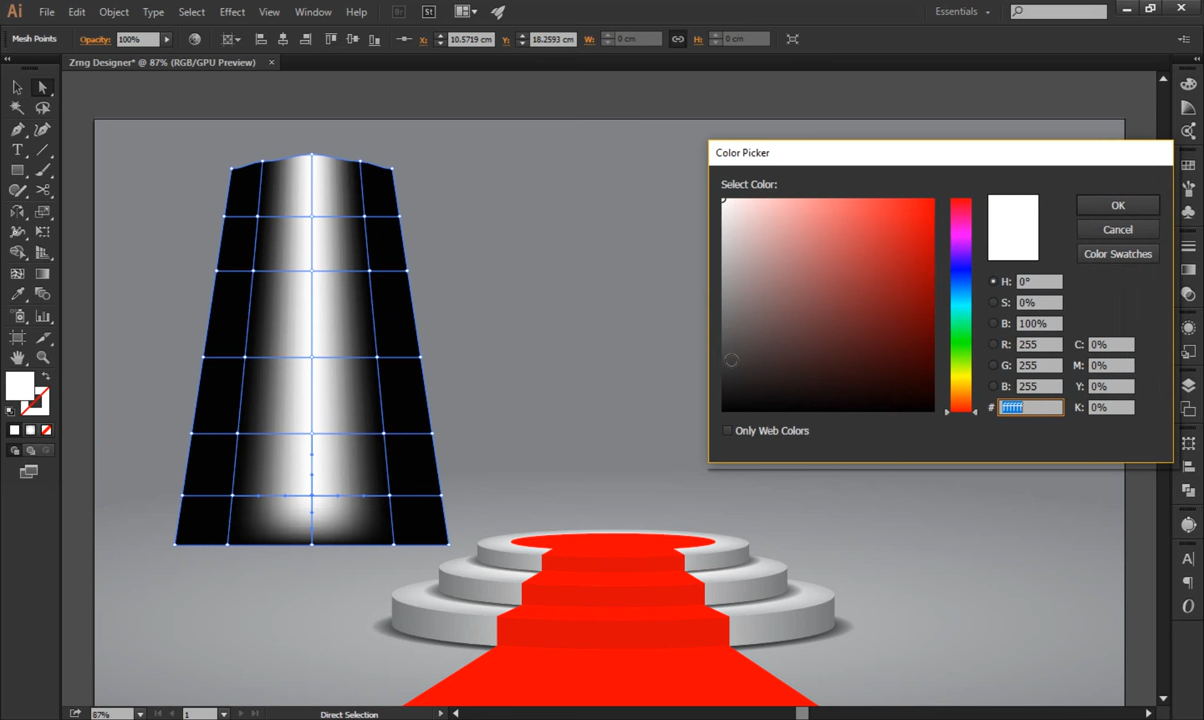 Ai File Edit Object Type Select Effect View Window Help Br St Essentials
Mesh Points Opacity: 100% X: 10.5719 cm Y: 18.2593 cm W: 0 cm H: 0 cm
Zrng Designer* @ 87% (RGB/GPU Preview) ×
Color Picker
Select Color:
OK
Cancel
Color Swatches
H: 0°
S: 0%
B: 100%
R: 255 C: 0%
G: 255 M: 0%
B: 255 Y: 0%
# ffffff K: 0%
Only Web Colors
87% 1 Direct Selection